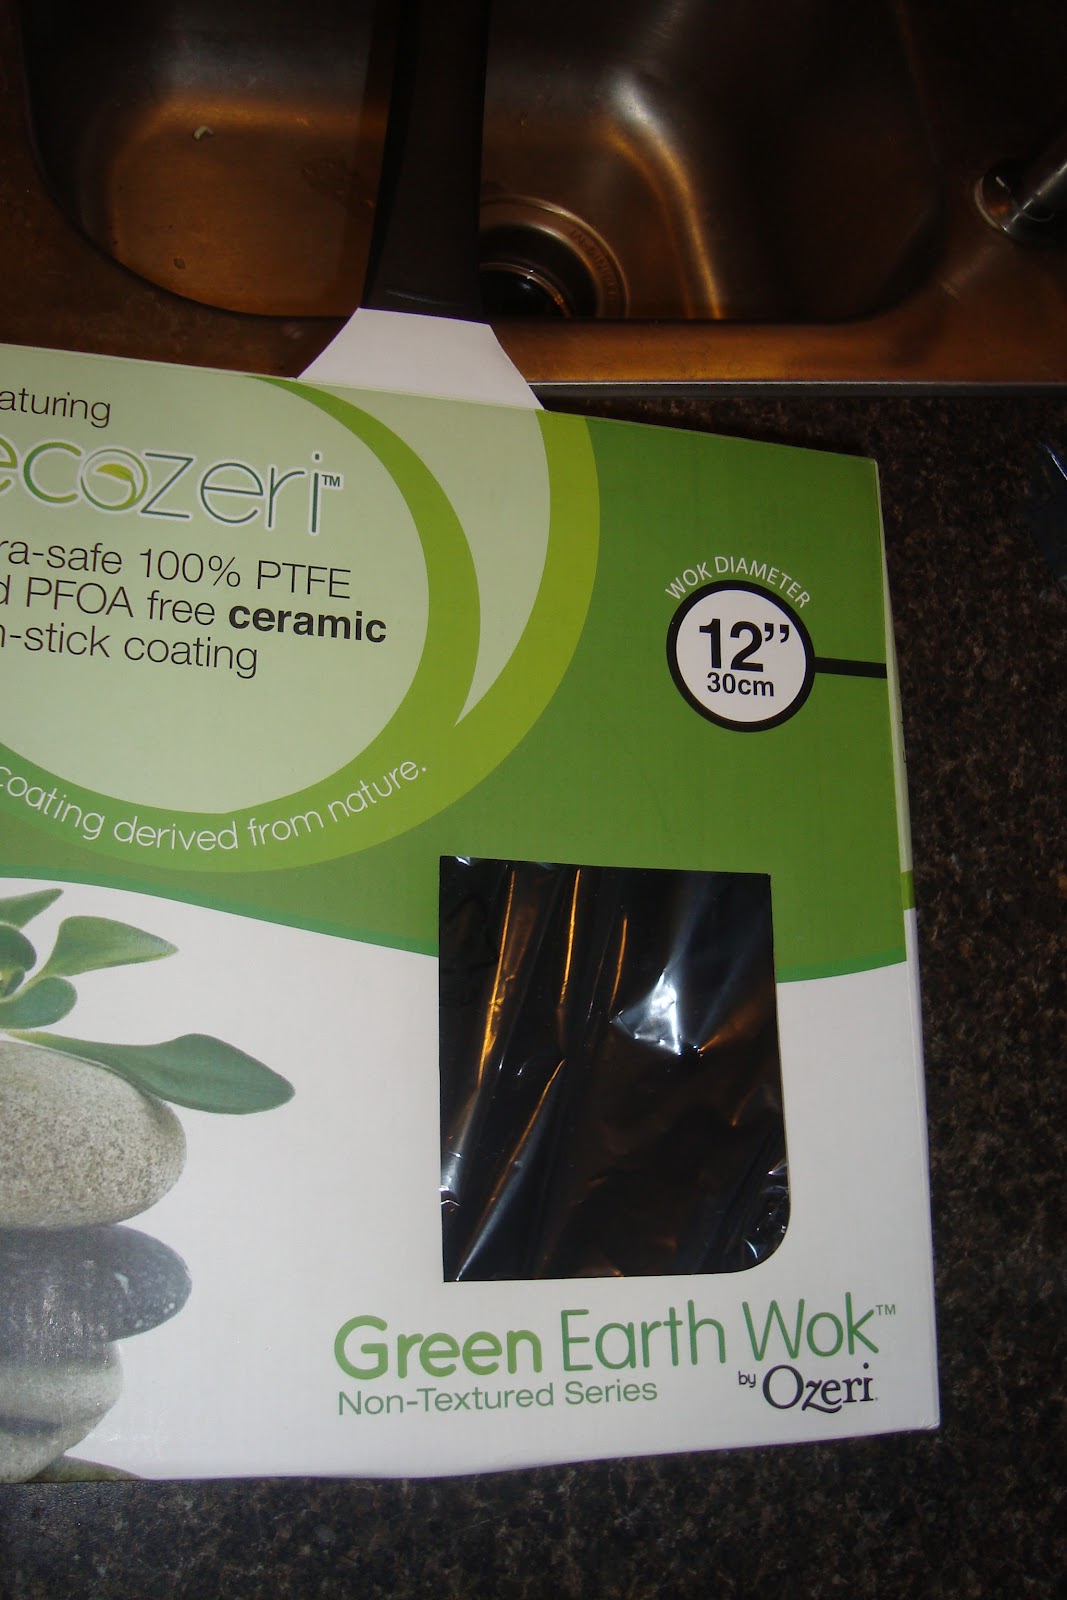 aturing
ecozeri™
ra-safe 100% PTFE
d PFOA free ceramic
n-stick coating
coating derived from nature.
WOK DIAMETER
12”
30cm
Green Earth Wok™
Non-Textured Series
by Ozeri